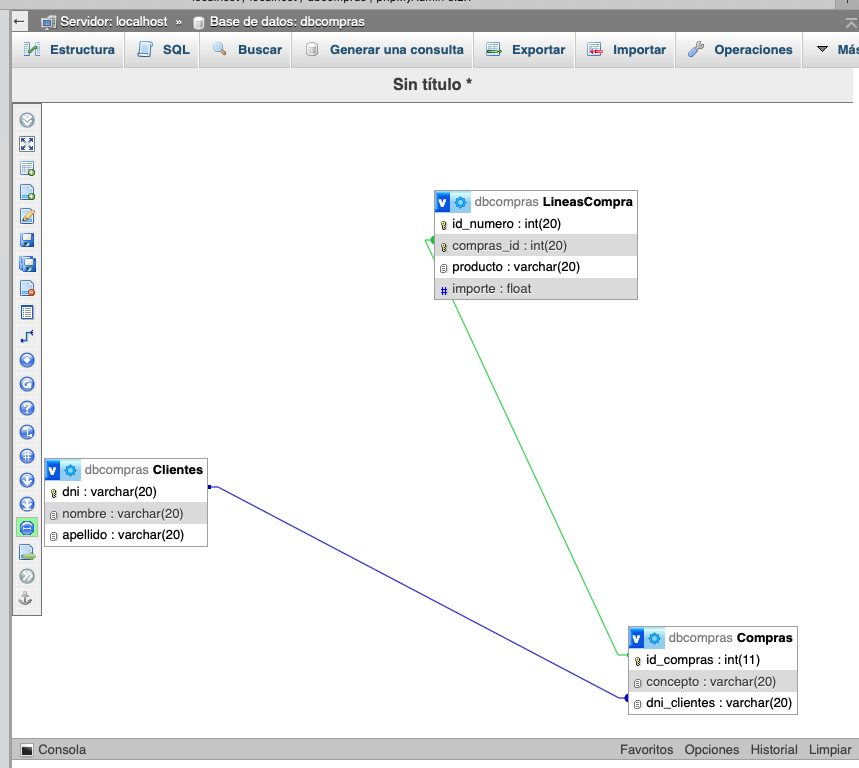 Servidor: localhost » Base de datos: dbcompras
Estructura SQL Buscar Generar una consulta Exportar Importar Operaciones Más
Sin título *
dbcompras LineasCompra
id_numero : int(20)
compras_id : int(20)
producto : varchar(20)
# importe : float
dbcompras Clientes
dni : varchar(20)
nombre : varchar(20)
apellido : varchar(20)
dbcompras Compras
id_compras : int(11)
concepto : varchar(20)
dni_clientes : varchar(20)
Consola Favoritos Opciones Historial Limpiar